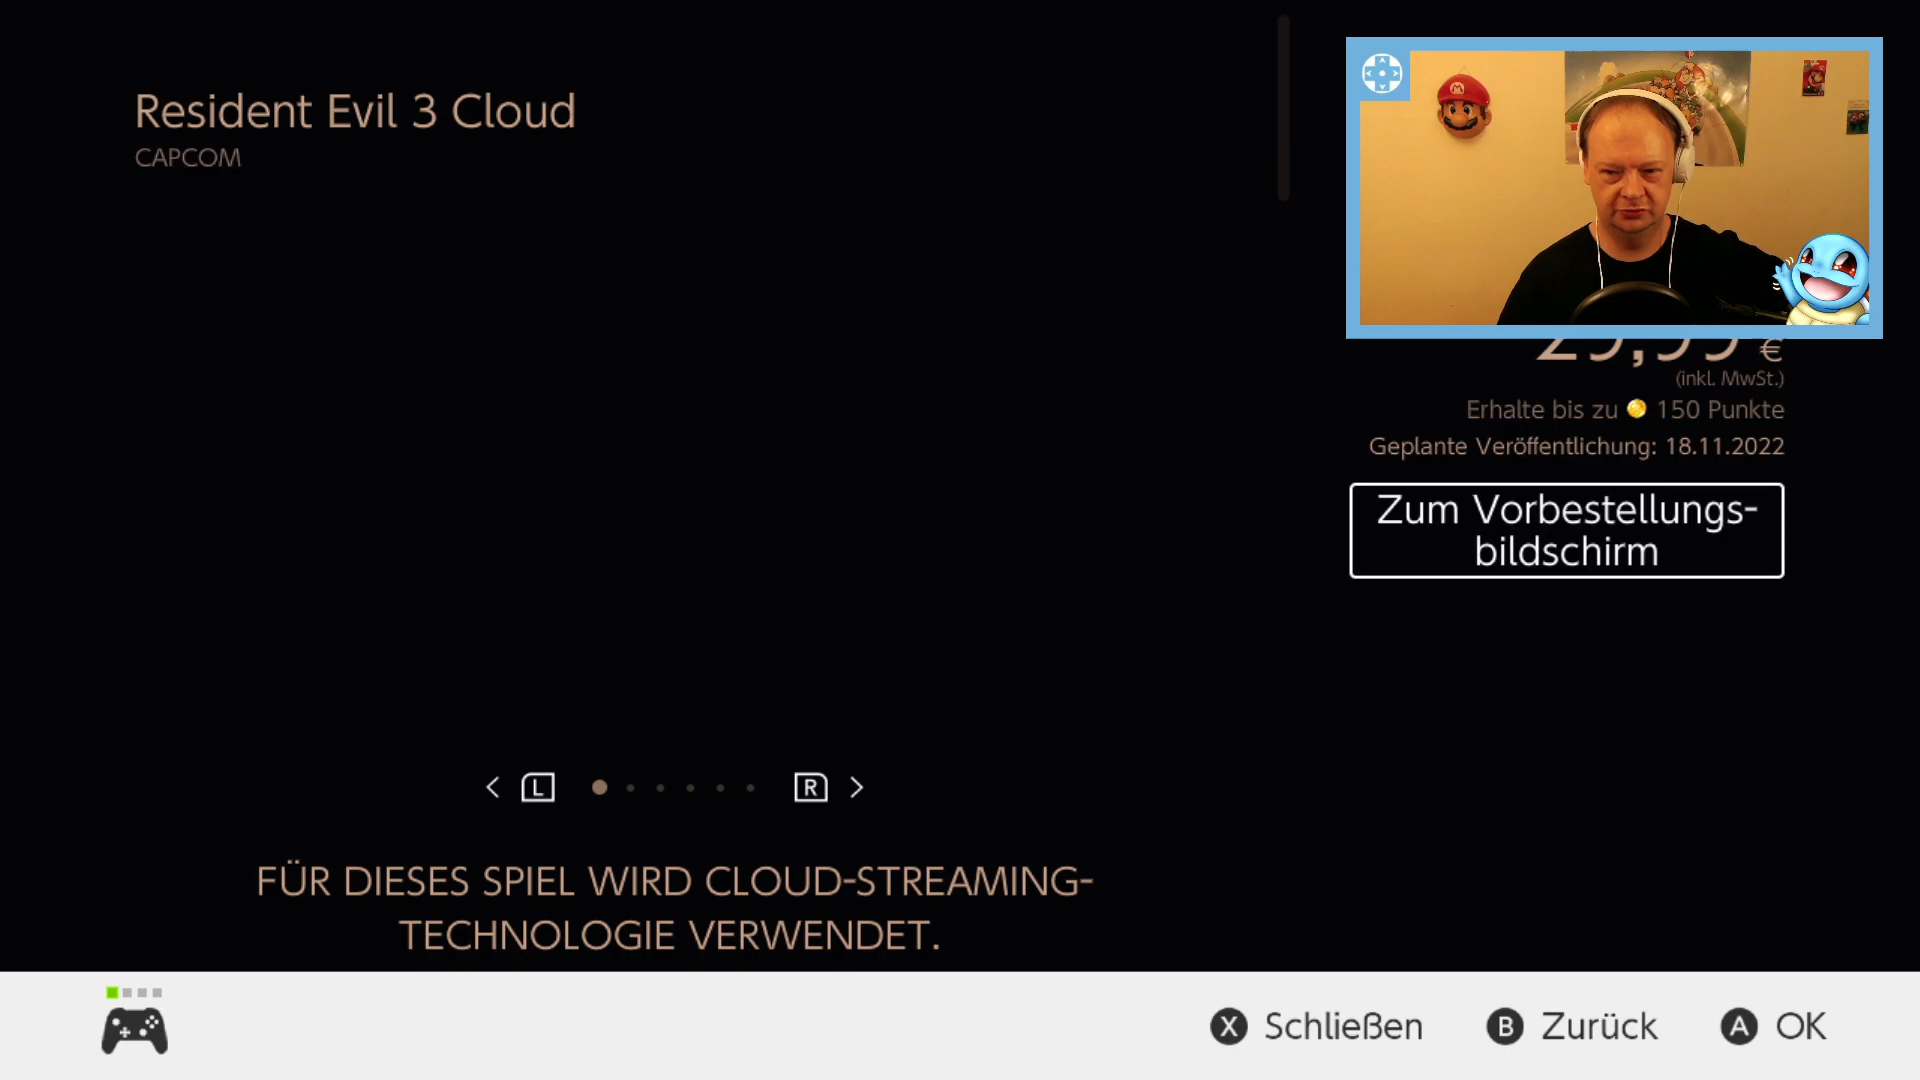 Resident Evil 3 Cloud
CAPCOM
€
(inkl. MwSt.)
Erhalte bis zu 150 Punkte
Geplante Veröffentlichung: 18.11.2022
Zum Vorbestellungs-
bildschirm
L R
FÜR DIESES SPIEL WIRD CLOUD-STREAMING-
TECHNOLOGIE VERWENDET.
X Schließen B Zurück A OK